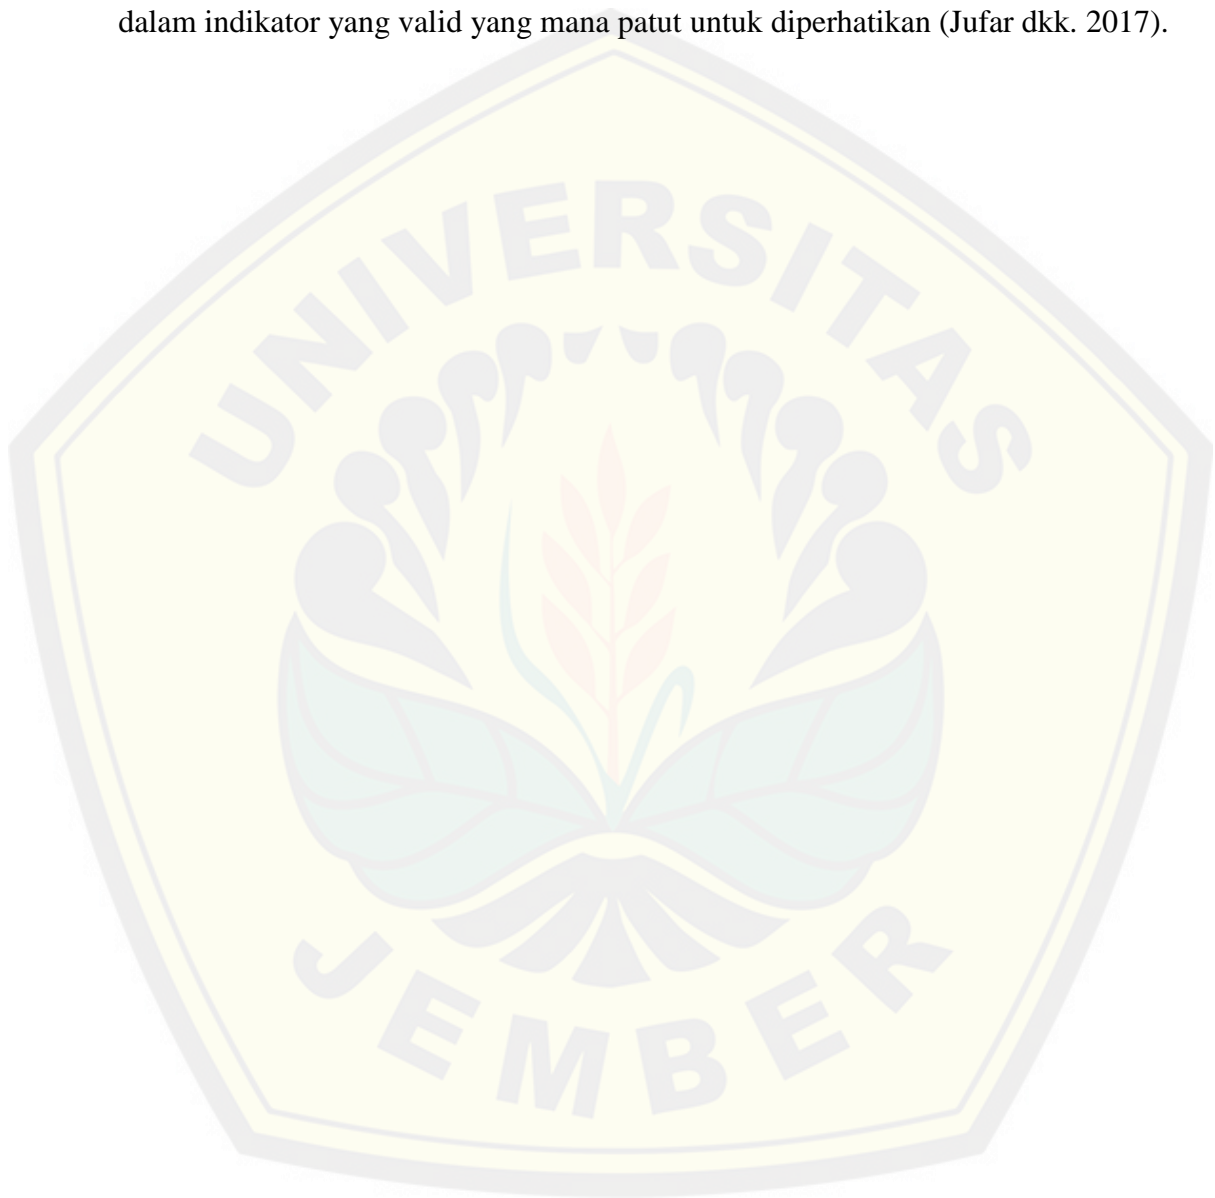 dalam indikator yang valid yang mana patut untuk diperhatikan (Jufar dkk. 2017).
UNIVERSITAS
JEMBER